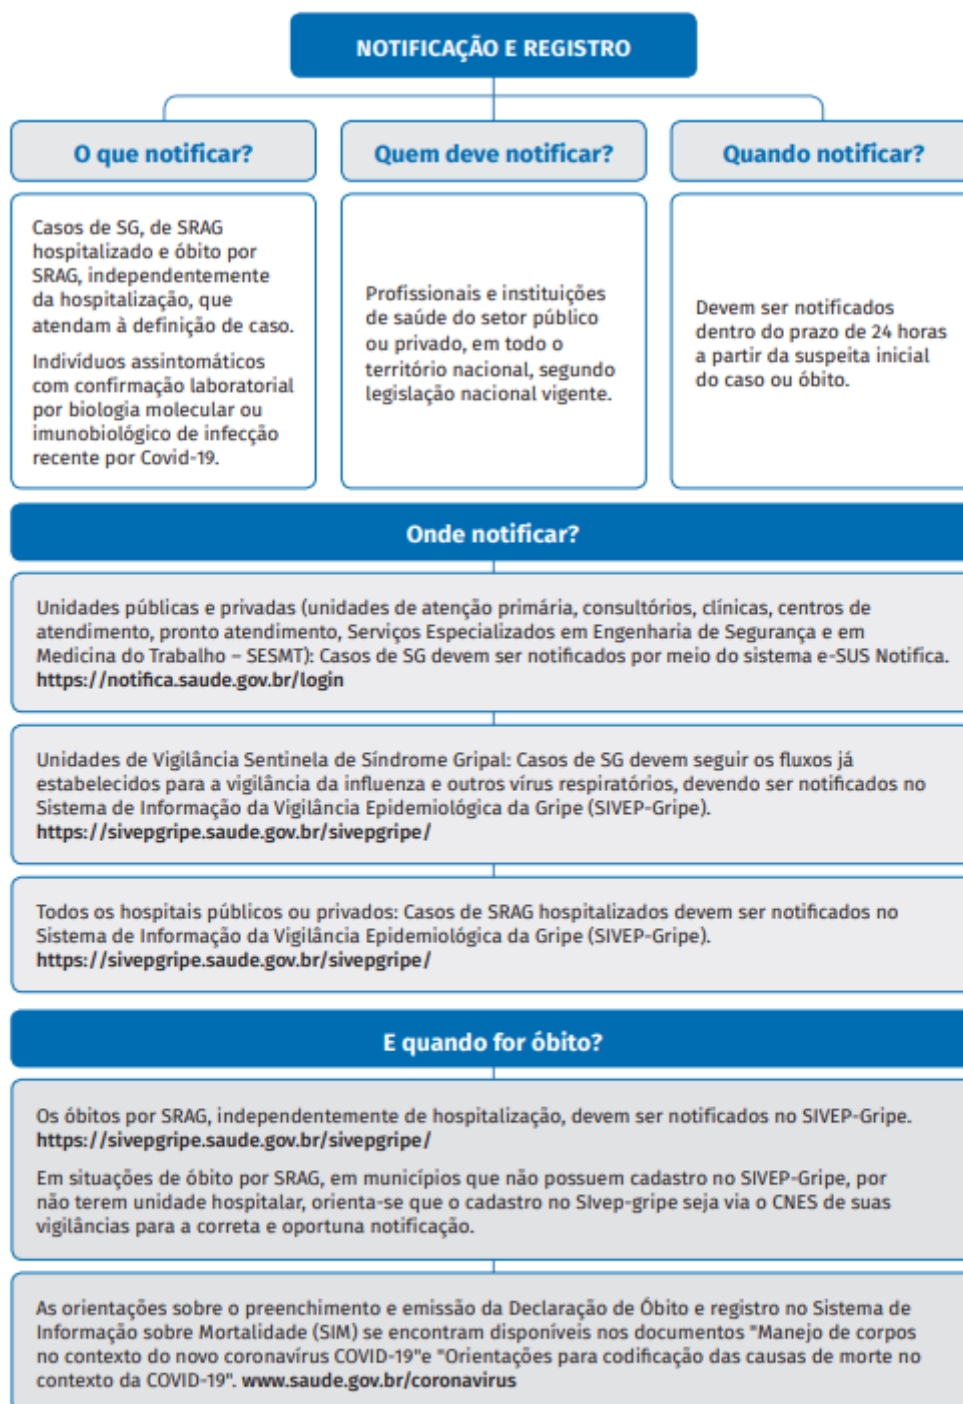 NOTIFICAÇÃO E REGISTRO
O que notificar?
Casos de SG, de SRAG
hospitalizado e óbito por
SRAG, independentemente
da hospitalização, que
atendam à definição de caso.
Indivíduos assintomáticos
com confirmação laboratorial
por biologia molecular ou
imunobiológico de infecção
recente por Covid-19.
Quem deve notificar?
Profissionais e instituições
de saúde do setor público
ou privado, em todo o
território nacional, segundo
legislação nacional vigente.
Quando notificar?
Devem ser notificados
dentro do prazo de 24 horas
a partir da suspeita inicial
do caso ou óbito.
Onde notificar?
Unidades públicas e privadas (unidades de atenção primária, consultórios, clínicas, centros de
atendimento, pronto atendimento, Serviços Especializados em Engenharia de Segurança e em
Medicina do Trabalho – SESMT): Casos de SG devem ser notificados por meio do sistema e-SUS Notifica.
https://notifica.saude.gov.br/login
Unidades de Vigilância Sentinela de Síndrome Gripal: Casos de SG devem seguir os fluxos já
estabelecidos para a vigilância da influenza e outros vírus respiratórios, devendo ser notificados no
Sistema de Informação da Vigilância Epidemiológica da Gripe (SIVEP-Gripe).
https://sivepgripe.saude.gov.br/sivepgripe/
Todos os hospitais públicos ou privados: Casos de SRAG hospitalizados devem ser notificados no
Sistema de Informação da Vigilância Epidemiológica da Gripe (SIVEP-Gripe).
https://sivepgripe.saude.gov.br/sivepgripe/
E quando for óbito?
Os óbitos por SRAG, independentemente de hospitalização, devem ser notificados no SIVEP-Gripe.
https://sivepgripe.saude.gov.br/sivepgripe/
Em situações de óbito por SRAG, em municípios que não possuem cadastro no SIVEP-Gripe, por
não terem unidade hospitalar, orienta-se que o cadastro no SIvep-gripe seja via o CNES de suas
vigilâncias para a correta e oportuna notificação.
As orientações sobre o preenchimento e emissão da Declaração de Óbito e registro no Sistema de
Informação sobre Mortalidade (SIM) se encontram disponíveis nos documentos "Manejo de corpos
no contexto do novo coronavírus COVID-19"e "Orientações para codificação das causas de morte no
contexto da COVID-19". www.saude.gov.br/coronavirus